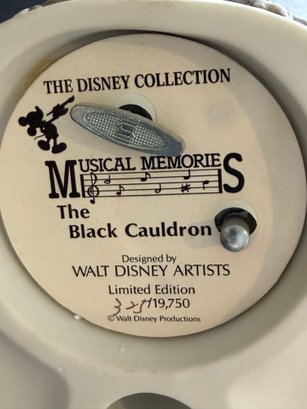 THE DISNEY COLLECTION
MUSICAL MEMORIES
The
Black Cauldron
Designed by
WALT DISNEY ARTISTS
Limited Edition
/19,750
© Walt Disney Productions